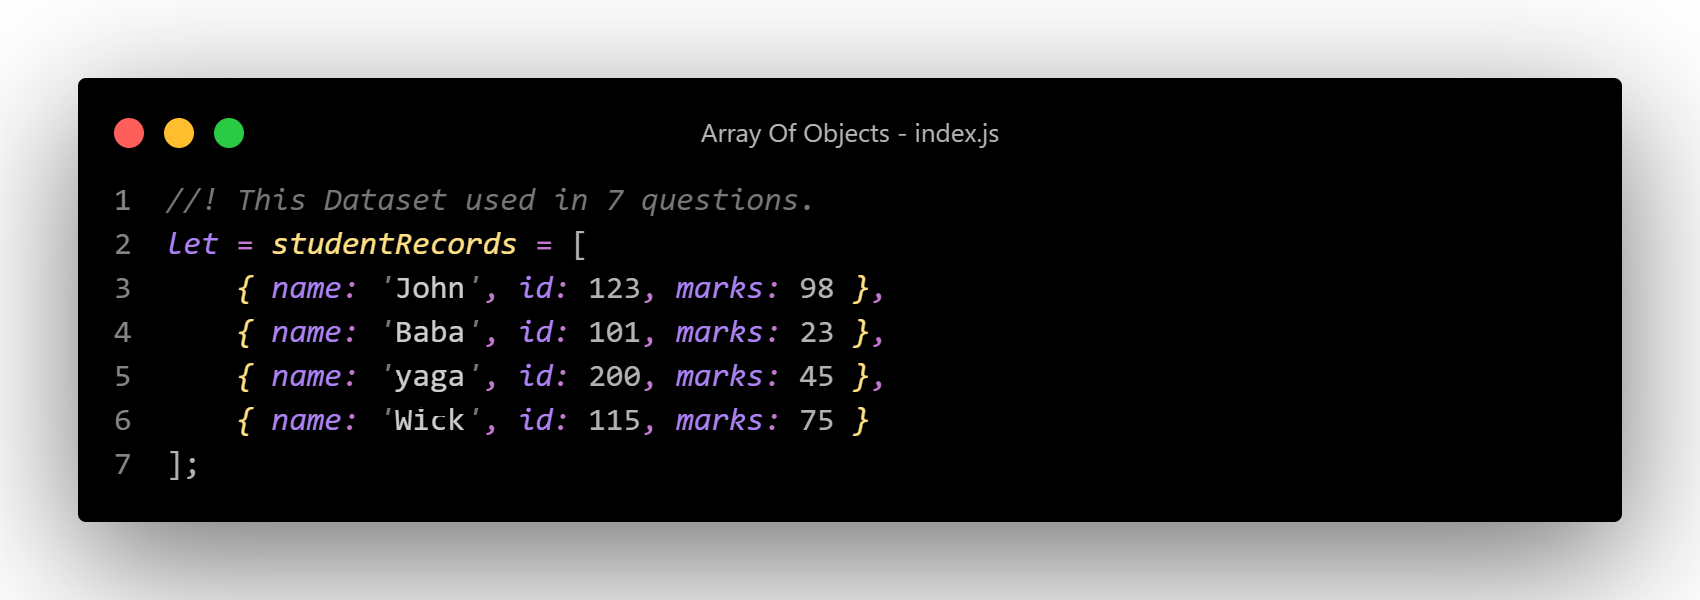 Array Of Objects - index.js
1 //! This Dataset used in 7 questions.
2 let = studentRecords = [
3     { name: 'John', id: 123, marks: 98 },
4     { name: 'Baba', id: 101, marks: 23 },
5     { name: 'yaga', id: 200, marks: 45 },
6     { name: 'Wick', id: 115, marks: 75 }
7 ];